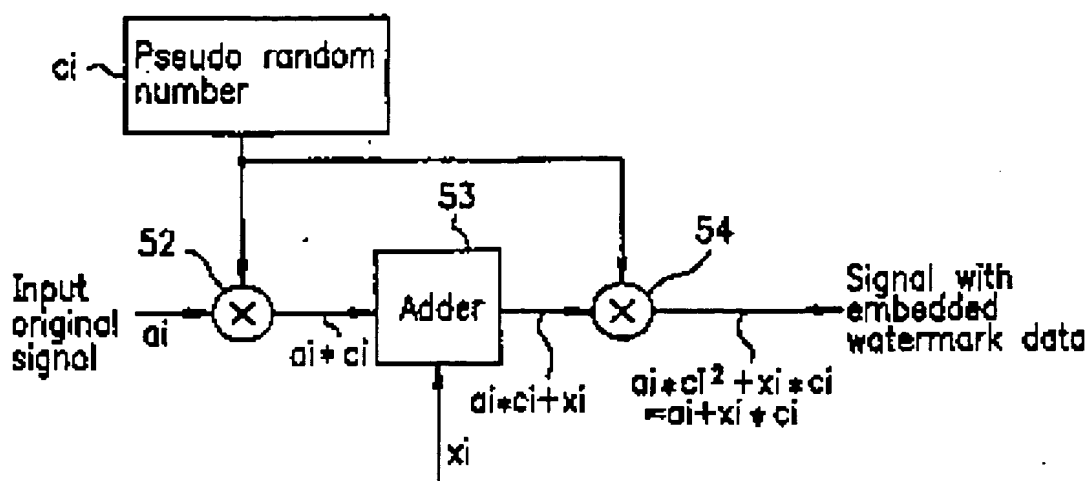 ci
Pseudo random
number
52
53
54
Input
original
signal
ai
×
ai * ci
Adder
ai*ci+xi
×
ai*ci²+xi*ci
=ai+xi*ci
Signal with
embedded
watermark data
xi